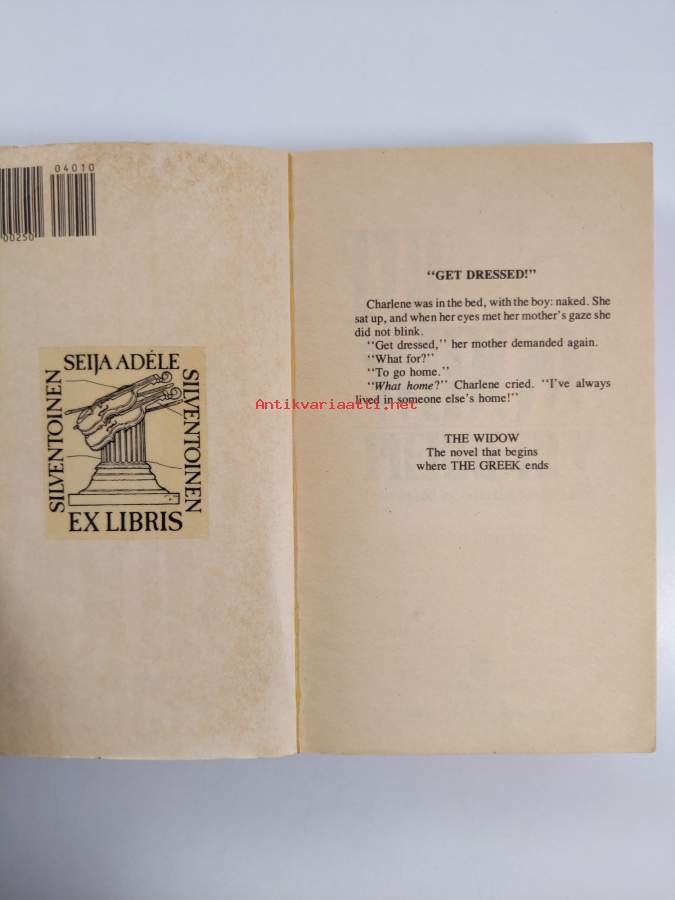 04010
00250
SEIJA ADÉLE
SILVENTOINEN
SILVENTOINEN
EX LIBRIS
Antikvariaatti.net
"GET DRESSED!"
Charlene was in the bed, with the boy: naked. She
sat up, and when her eyes met her mother's gaze she
did not blink.
"Get dressed," her mother demanded again.
"What for?"
"To go home."
"What home?" Charlene cried. "I've always
lived in someone else's home!"
THE WIDOW
The novel that begins
where THE GREEK ends